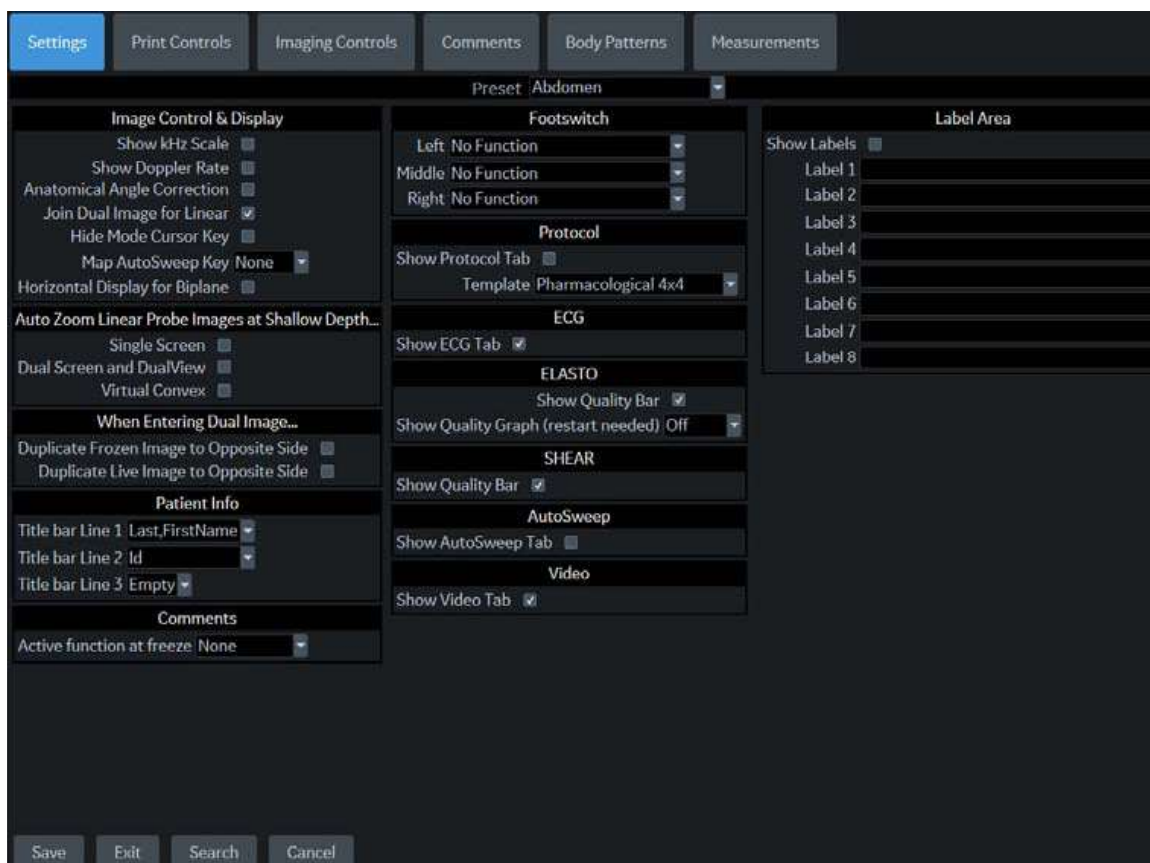 Settings Print Controls Imaging Controls Comments Body Patterns Measurements
Preset Abdomen
Image Control & Display
Show kHz Scale
Show Doppler Rate
Anatomical Angle Correction
Join Dual Image for Linear
Hide Mode Cursor Key
Map AutoSweep Key None
Horizontal Display for Biplane
Auto Zoom Linear Probe Images at Shallow Depth...
Single Screen
Dual Screen and DualView
Virtual Convex
When Entering Dual Image...
Duplicate Frozen Image to Opposite Side
Duplicate Live Image to Opposite Side
Patient Info
Title bar Line 1 Last,FirstName
Title bar Line 2 Id
Title bar Line 3 Empty
Comments
Active function at freeze None
Footswitch
Left No Function
Middle No Function
Right No Function
Protocol
Show Protocol Tab
Template Pharmacological 4x4
ECG
Show ECG Tab
ELASTO
Show Quality Bar
Show Quality Graph (restart needed) Off
SHEAR
Show Quality Bar
AutoSweep
Show AutoSweep Tab
Video
Show Video Tab
Label Area
Show Labels
Label 1
Label 2
Label 3
Label 4
Label 5
Label 6
Label 7
Label 8
Save Exit Search Cancel